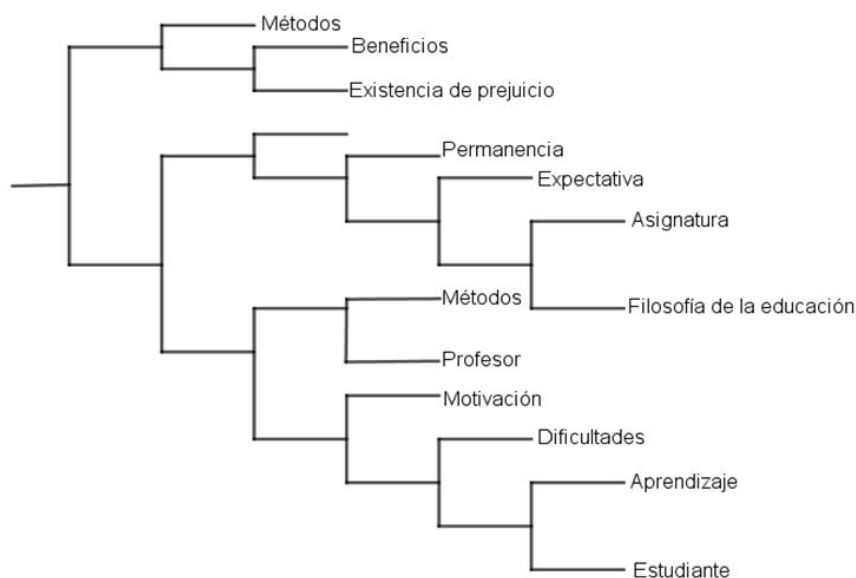 Métodos
Beneficios
Existencia de prejuicio
Permanencia
Expectativa
Asignatura
Métodos
Filosofía de la educación
Profesor
Motivación
Dificultades
Aprendizaje
Estudiante